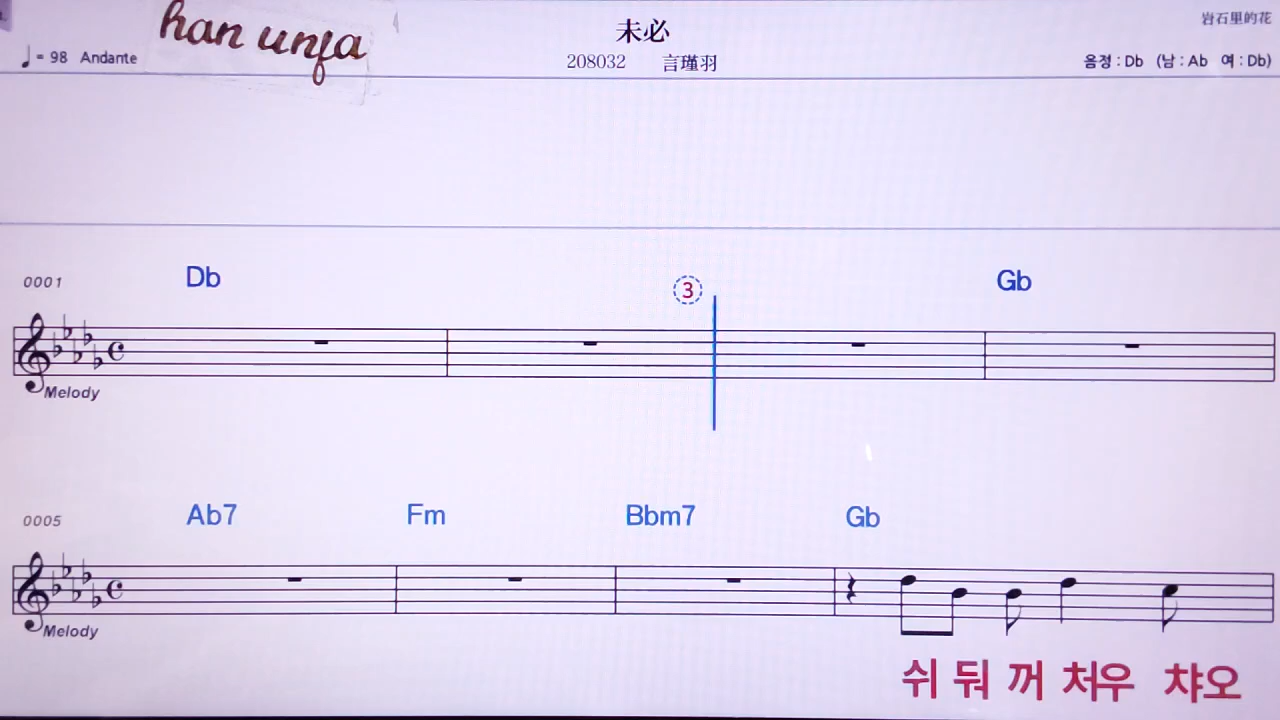 han unja
未必
岩石里的花
♩= 98 Andante
208032 言瑾羽
음정 : Db (남 : Ab 여 : Db)
0001 Db ③ Gb
Melody
0005 Ab7 Fm Bbm7 Gb
Melody
쉬 둬 꺼 처우 챠오